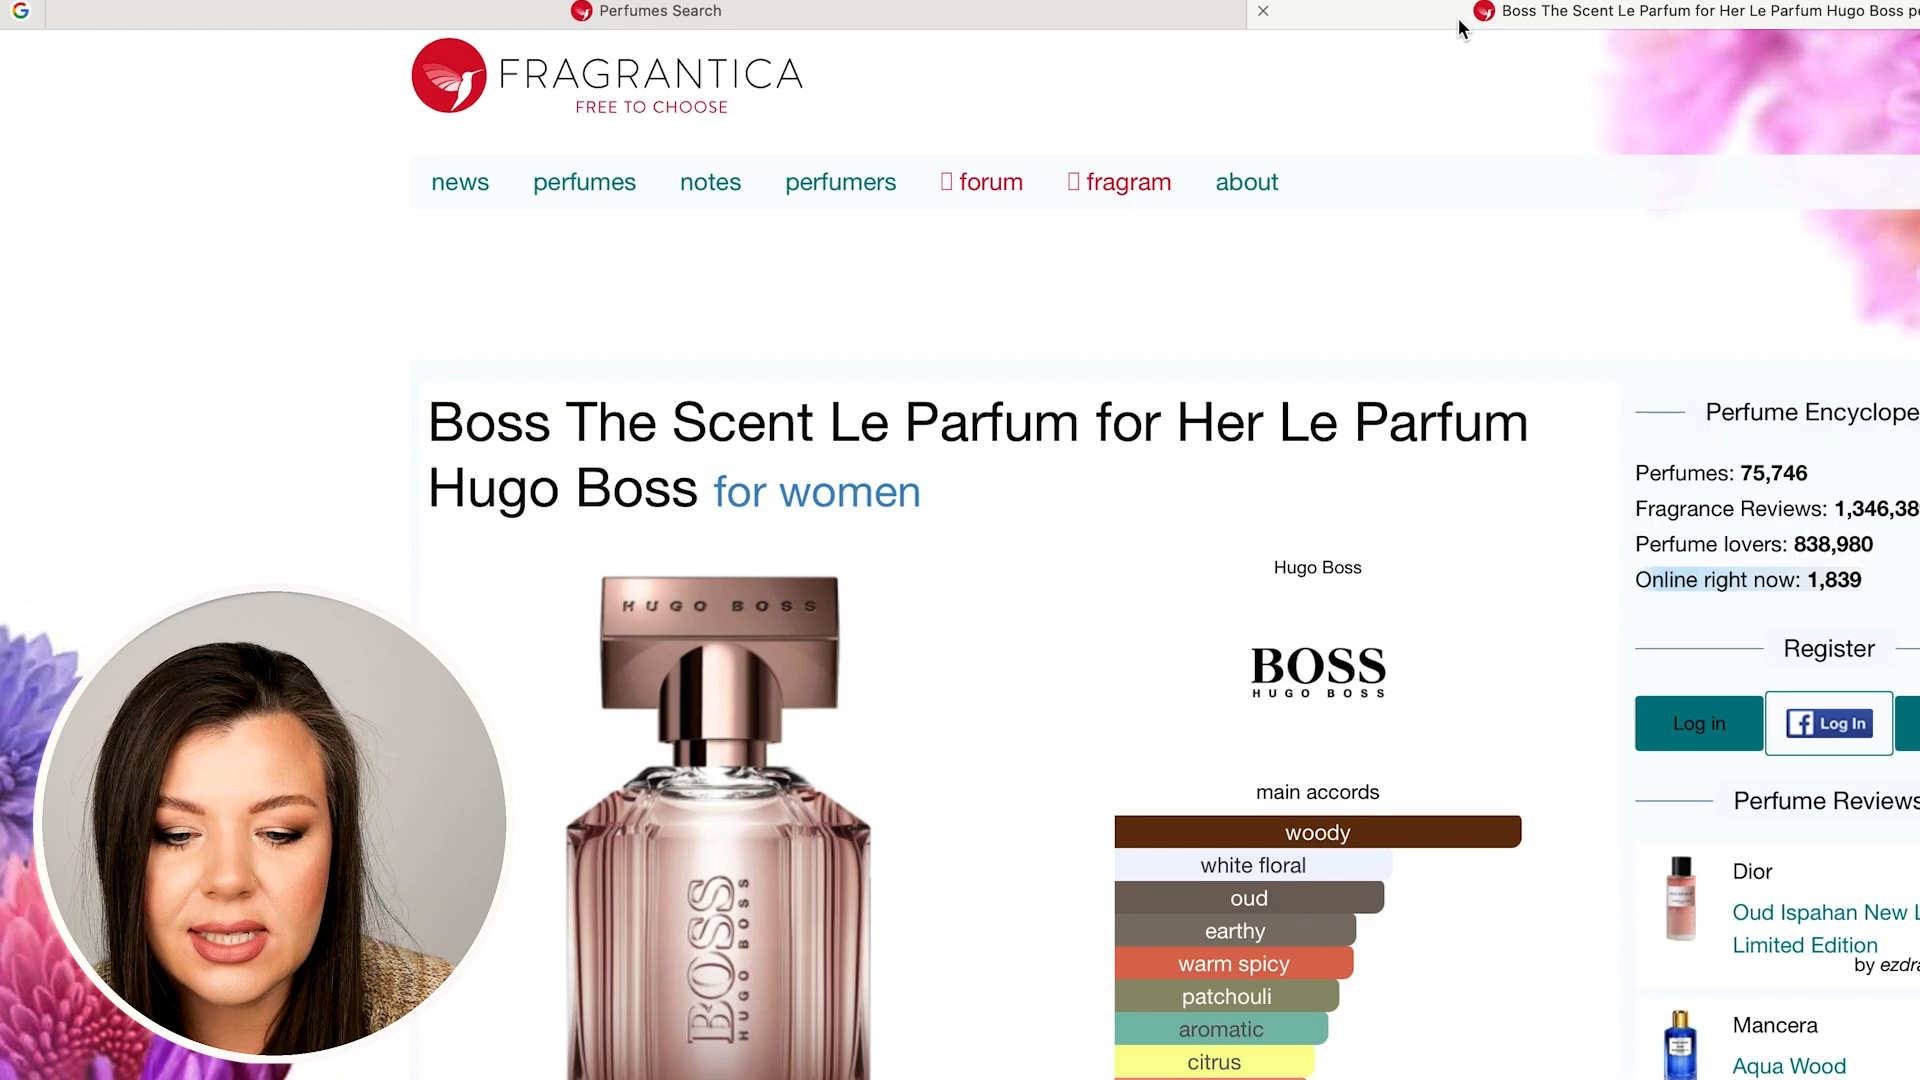 Perfumes Search
Boss The Scent Le Parfum for Her Le Parfum Hugo Boss
FRAGRANTICA
FREE TO CHOOSE
news perfumes notes perfumers forum fragram about
Boss The Scent Le Parfum for Her Le Parfum
Hugo Boss for women
HUGO BOSS
BOSS
HUGO BOSS
Hugo Boss
BOSS
HUGO BOSS
main accords
woody
white floral
oud
earthy
warm spicy
patchouli
aromatic
citrus
Perfume
Perfumes: 75,746
Fragrance Reviews: 1,346,38
Perfume lovers: 838,980
Online right now: 1,839
Register
Log in
Log In
Perfume Reviews
Dior
Oud Ispahan New
Limited Edition
by
Mancera
Aqua Wood